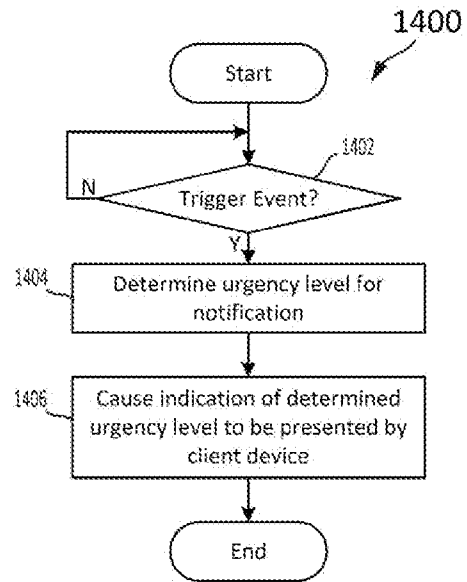 1400
Start
1402
Trigger Event?
N
Y
1404
Determine urgency level for
notification
1406
Cause indication of determined
urgency level to be presented by
client device
End